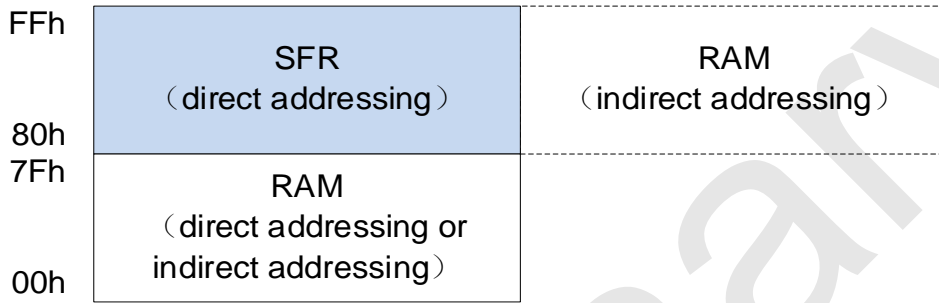 FFh
SFR
（direct addressing）
RAM
（indirect addressing）
80h
7Fh
RAM
（direct addressing or
indirect addressing）
00h